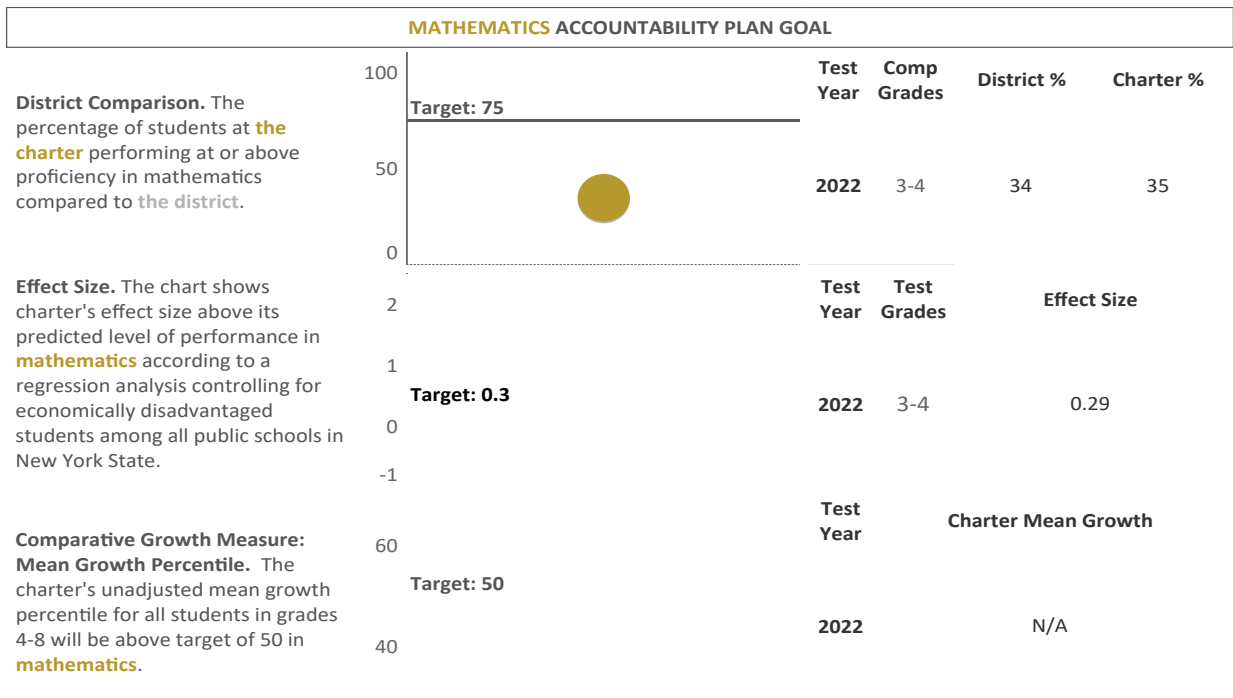 MATHEMATICS ACCOUNTABILITY PLAN GOAL
District Comparison. The
percentage of students at the
charter performing at or above
proficiency in mathematics
compared to the district.
100
Target: 75
50
0
Test Year Comp Grades District % Charter %
2022 3-4 34 35
Effect Size. The chart shows
charter's effect size above its
predicted level of performance in
mathematics according to a
regression analysis controlling for
economically disadvantaged
students among all public schools in
New York State.
2
1
Target: 0.3
0
-1
Test Year Test Grades Effect Size
2022 3-4 0.29
Comparative Growth Measure:
Mean Growth Percentile. The
charter's unadjusted mean growth
percentile for all students in grades
4-8 will be above target of 50 in
mathematics.
60
Target: 50
40
Test Year Charter Mean Growth
2022 N/A